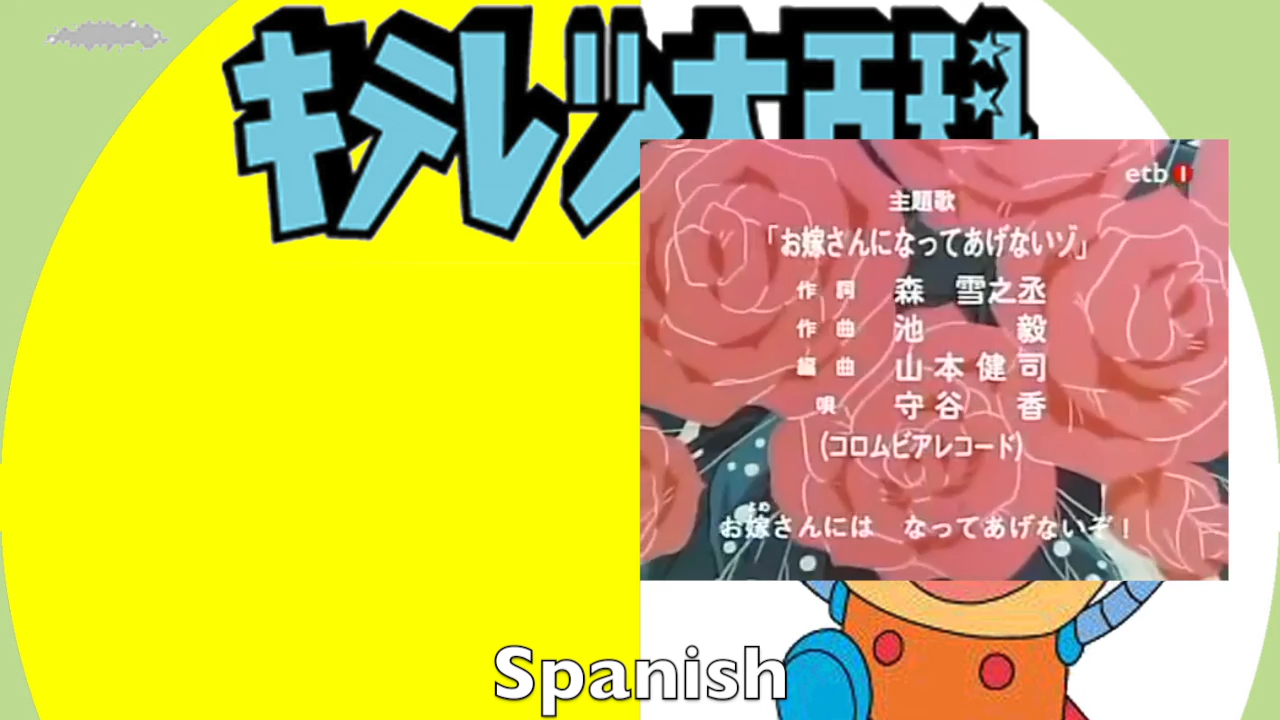 キテレツ大百科
etb 1
主題歌
「お嫁さんになってあげないゾ」
作詞 森 雪之丞
作曲 池 毅
編曲 山本健司
唄 守谷 香
(コロムビアレコード)
よめ
お嫁さんには なってあげないぞ!
Spanish